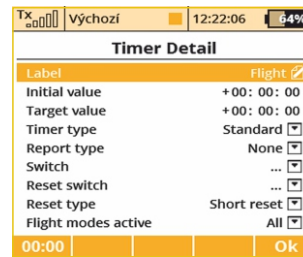 Tx Výchozí 12:22:06 64%
Timer Detail
Label Flight
Initial value +00: 00: 00
Target value +00: 00: 00
Timer type Standard
Report type None
Switch ...
Reset switch ...
Reset type Short reset
Flight modes active All
00:00 Ok